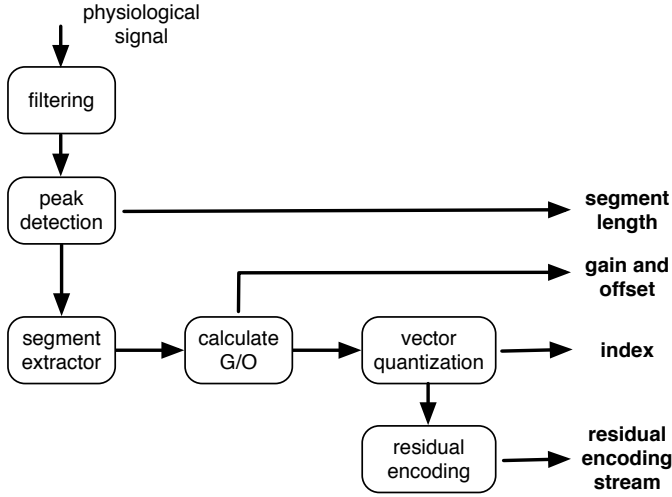 physiological
signal
filtering
peak
detection
segment
length
gain and
offset
segment
extractor
calculate
G/O
vector
quantization
index
residual
encoding
residual
encoding
stream